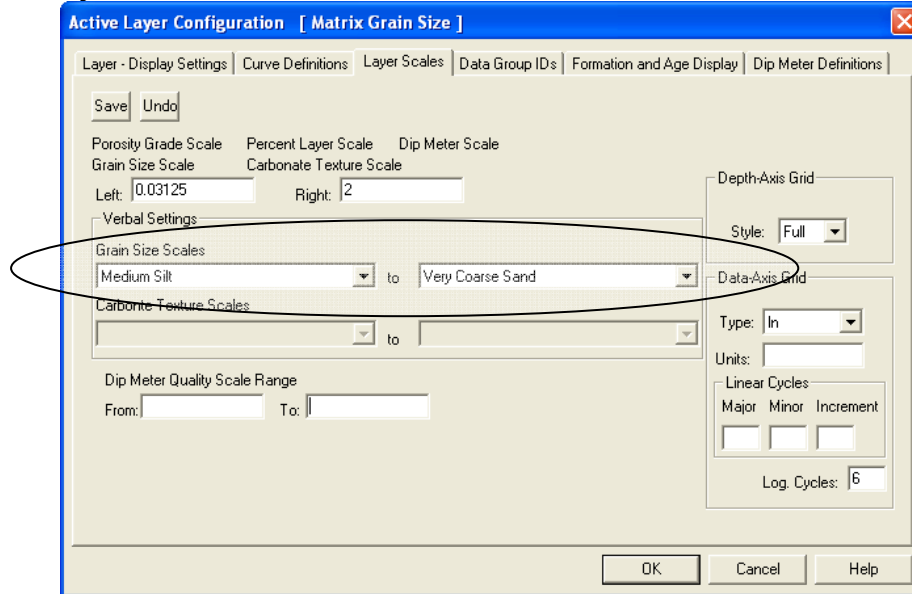 Active Layer Configuration [ Matrix Grain Size ]
Layer - Display Settings Curve Definitions Layer Scales Data Group IDs Formation and Age Display Dip Meter Definitions
Save Undo
Porosity Grade Scale Percent Layer Scale Dip Meter Scale
Grain Size Scale Carbonate Texture Scale
Left: 0.03125 Right: 2
Verbal Settings
Grain Size Scales
Medium Silt to Very Coarse Sand
Carbonte Texture Scales
to
Dip Meter Quality Scale Range
From: To:
Depth-Axis Grid
Style: Full
Data-Axis Grid
Type: ln
Units:
Linear Cycles
Major Minor Increment
Log. Cycles: 6
OK Cancel Help